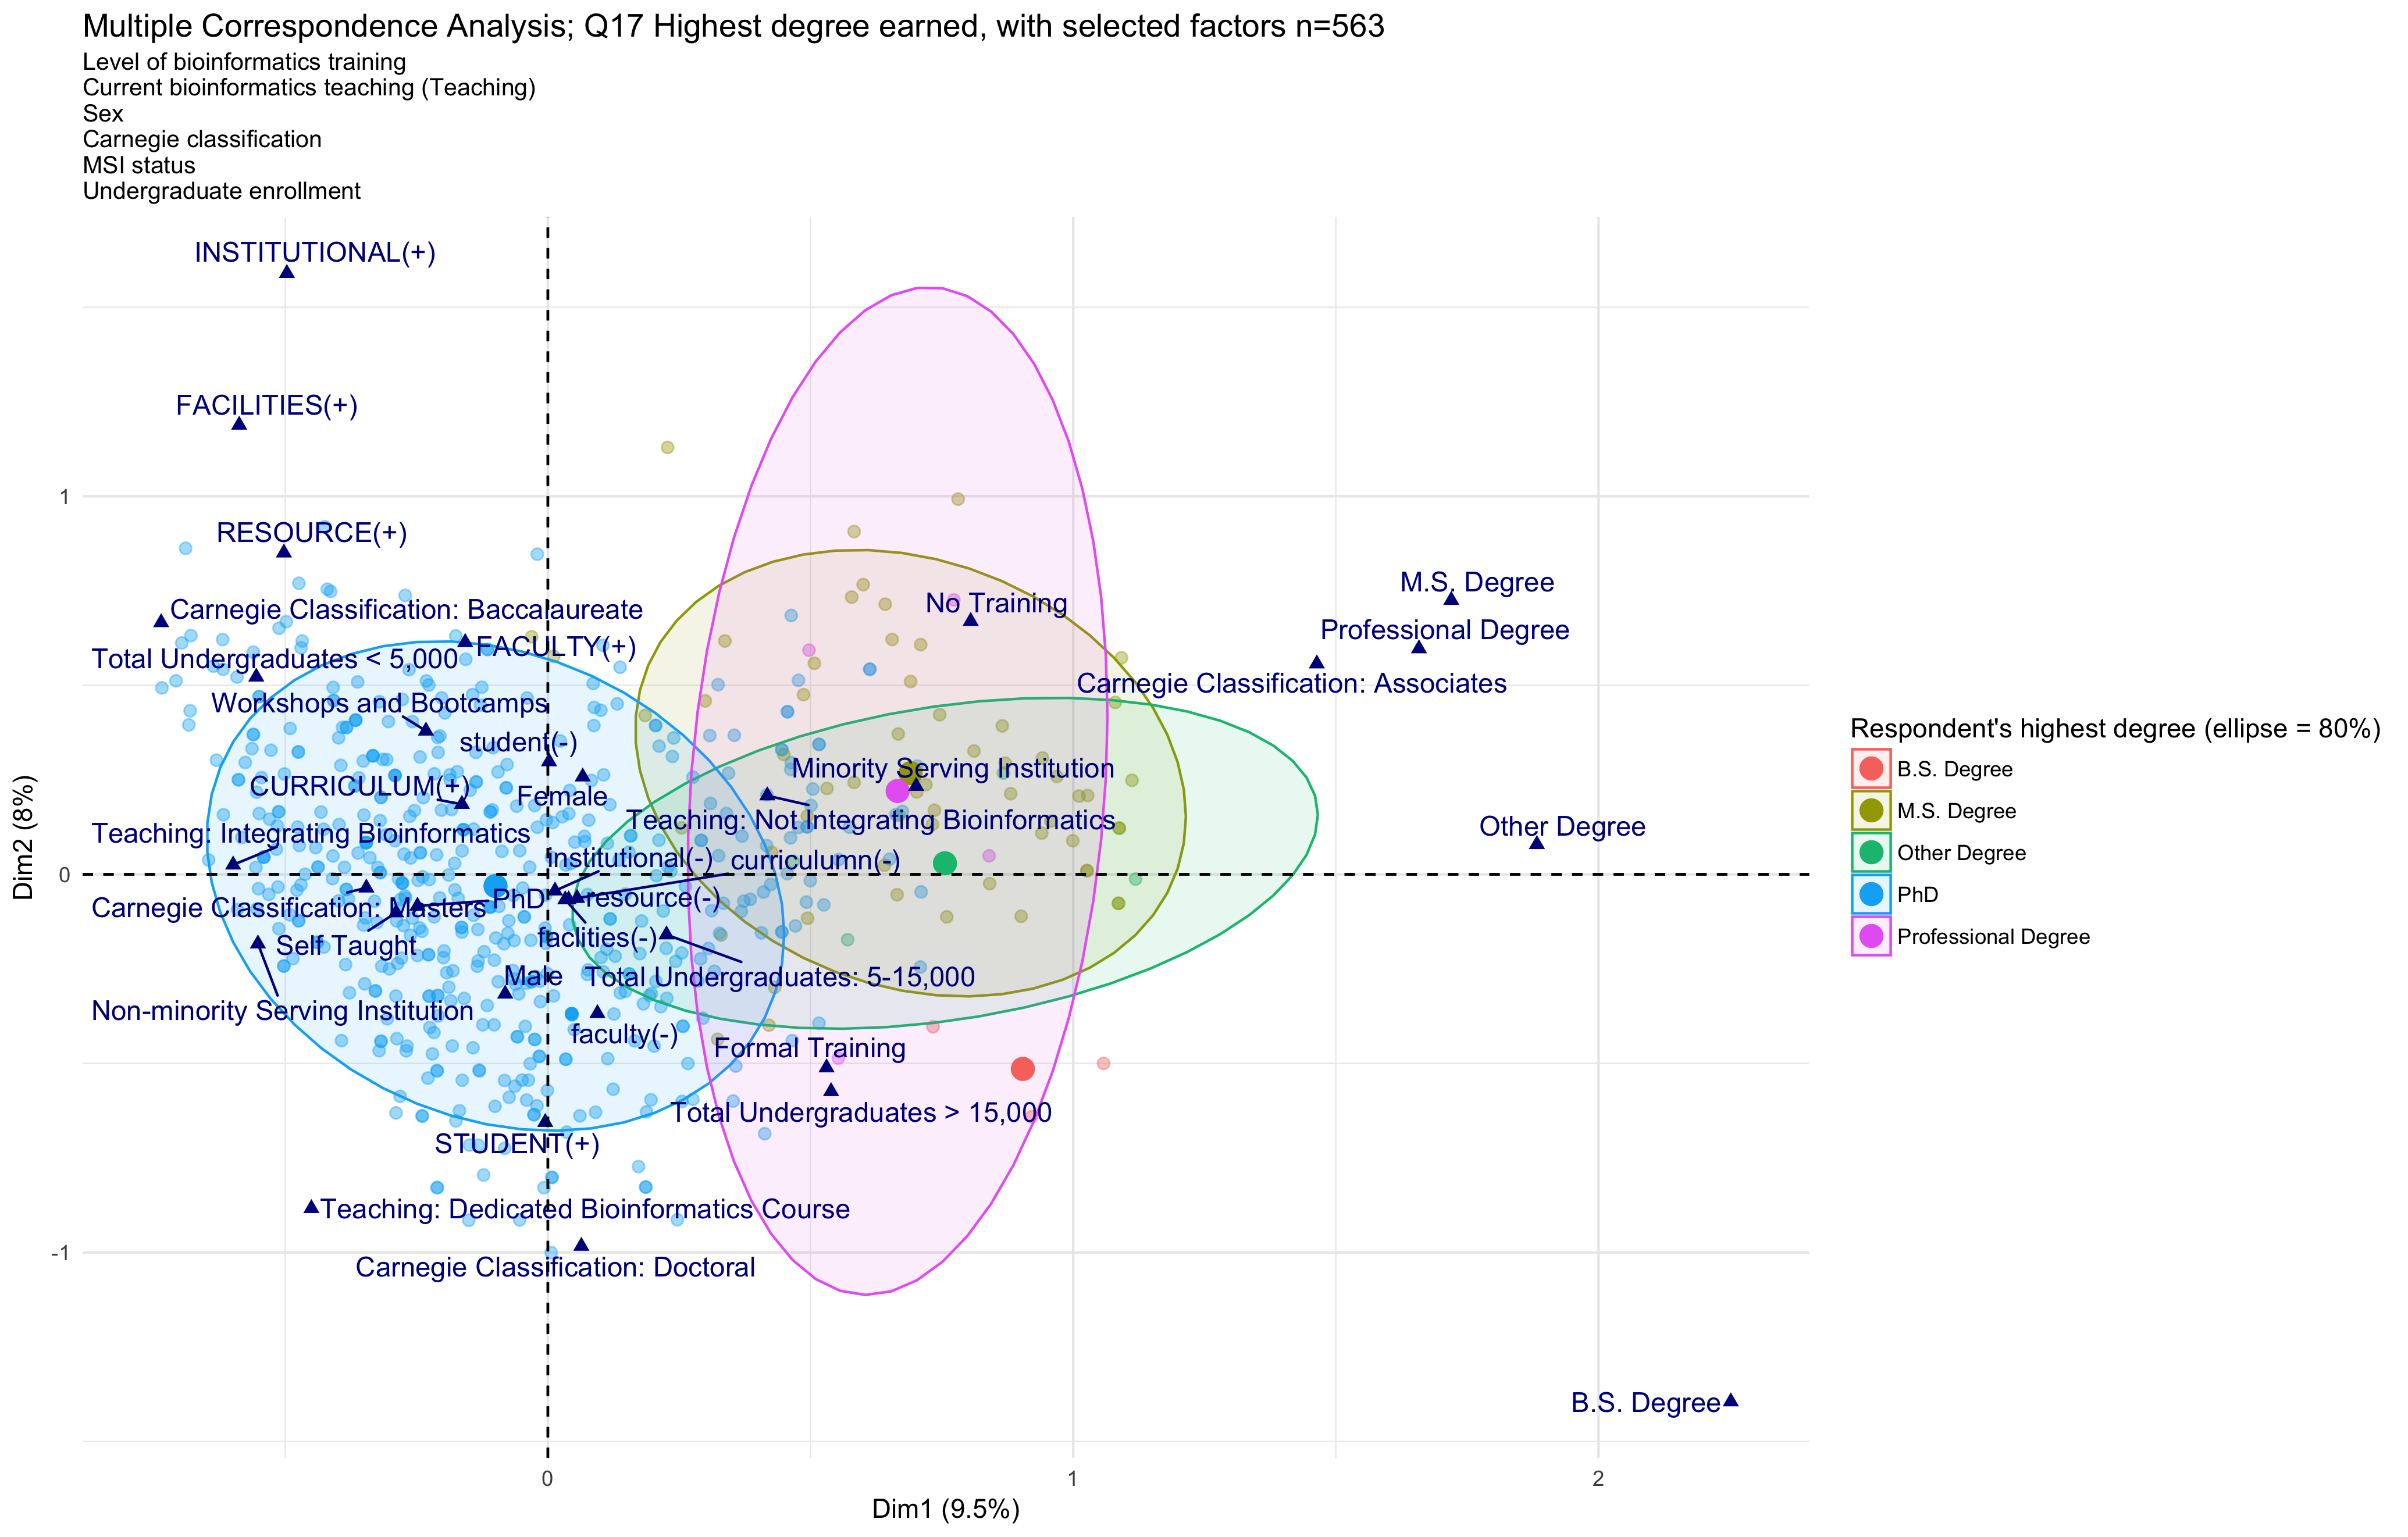 Multiple Correspondence Analysis; Q17 Highest degree earned, with selected factors n=563
Level of bioinformatics training
Current bioinformatics teaching (Teaching)
Sex
Carnegie classification
MSI status
Undergraduate enrollment
INSTITUTIONAL(+)
FACILITIES(+)
1
RESOURCE(+)
M.S. Degree
No Training
Carnegie Classification: Baccalaureate
Professional Degree
FACULTY(+)
Total Undergraduates < 5,000
Carnegie Classification: Associates
Workshops and Bootcamps
student(-)
Minority Serving Institution
CURRICULUM(+)
Female
Teaching: Not Integrating Bioinformatics
Other Degree
Teaching: Integrating Bioinformatics
institutional(-)
curriculumn(-)
0
PhD
resource(-)
Carnegie Classification: Masters
faclities(-)
Self Taught
Male
Total Undergraduates: 5-15,000
Non-minority Serving Institution
faculty(-)
Formal Training
Total Undergraduates > 15,000
STUDENT(+)
Teaching: Dedicated Bioinformatics Course
-1
Carnegie Classification: Doctoral
B.S. Degree
0
1
2
Dim1 (9.5%)
Dim2 (8%)
Respondent's highest degree (ellipse = 80%)
B.S. Degree
M.S. Degree
Other Degree
PhD
Professional Degree